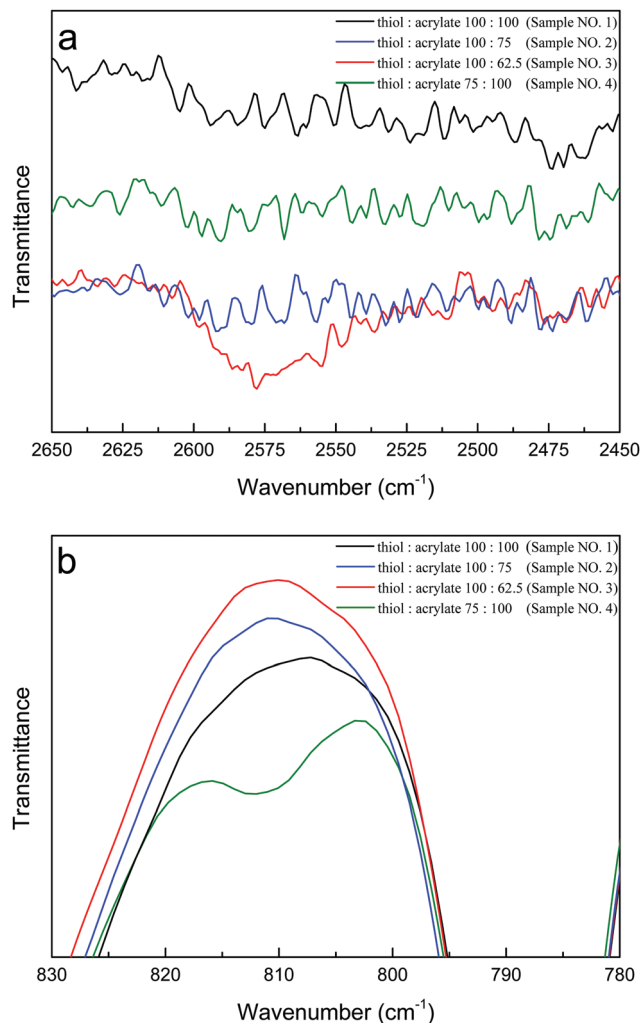 a
thiol : acrylate 100 : 100 (Sample NO. 1)
thiol : acrylate 100 : 75 (Sample NO. 2)
thiol : acrylate 100 : 62.5 (Sample NO. 3)
thiol : acrylate 75 : 100 (Sample NO. 4)
Transmittance
2650 2625 2600 2575 2550 2525 2500 2475 2450
Wavenumber (cm⁻¹)
b
thiol : acrylate 100 : 100 (Sample NO. 1)
thiol : acrylate 100 : 75 (Sample NO. 2)
thiol : acrylate 100 : 62.5 (Sample NO. 3)
thiol : acrylate 75 : 100 (Sample NO. 4)
Transmittance
830 820 810 800 790 780
Wavenumber (cm⁻¹)